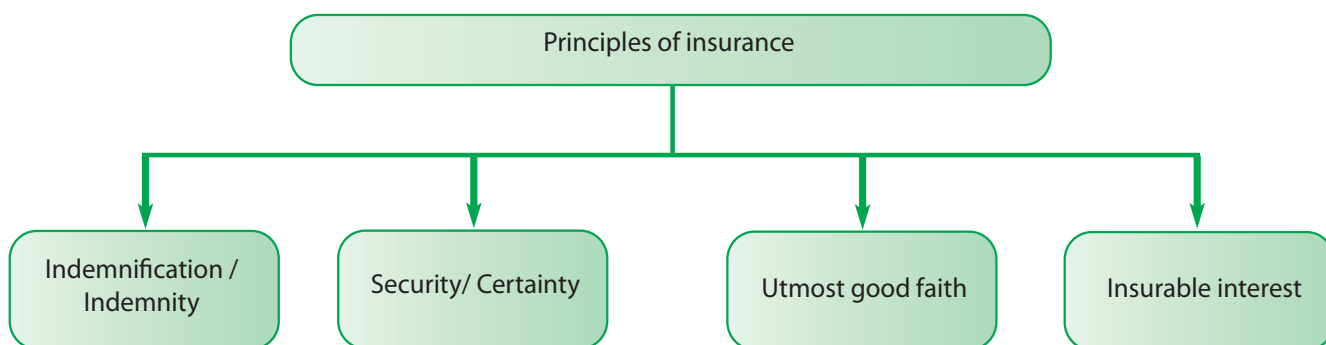 Principles of insurance
Indemnification /
Indemnity
Security/ Certainty
Utmost good faith
Insurable interest